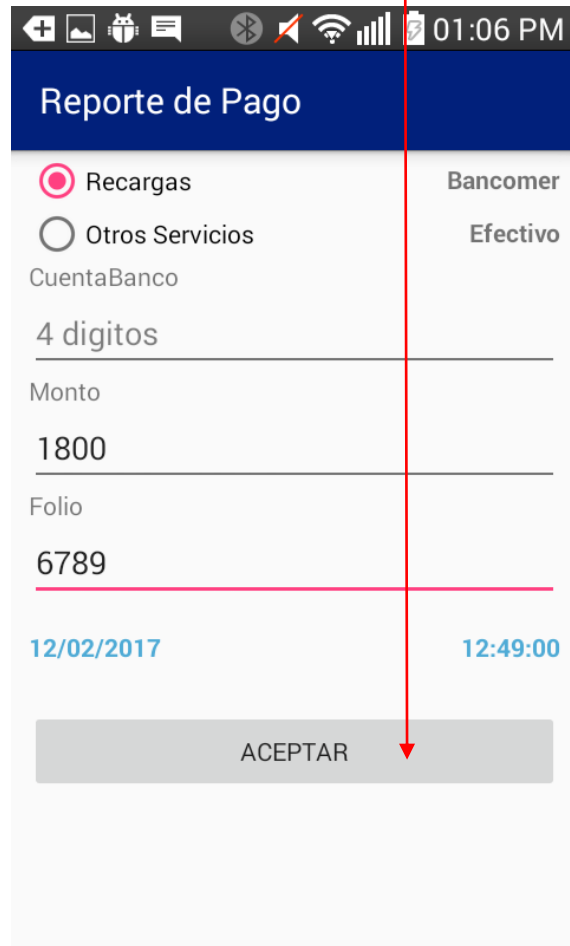 01:06 PM
Reporte de Pago
Recargas Bancomer
Otros Servicios Efectivo
CuentaBanco
4 digitos
Monto
1800
Folio
6789
12/02/2017 12:49:00
ACEPTAR